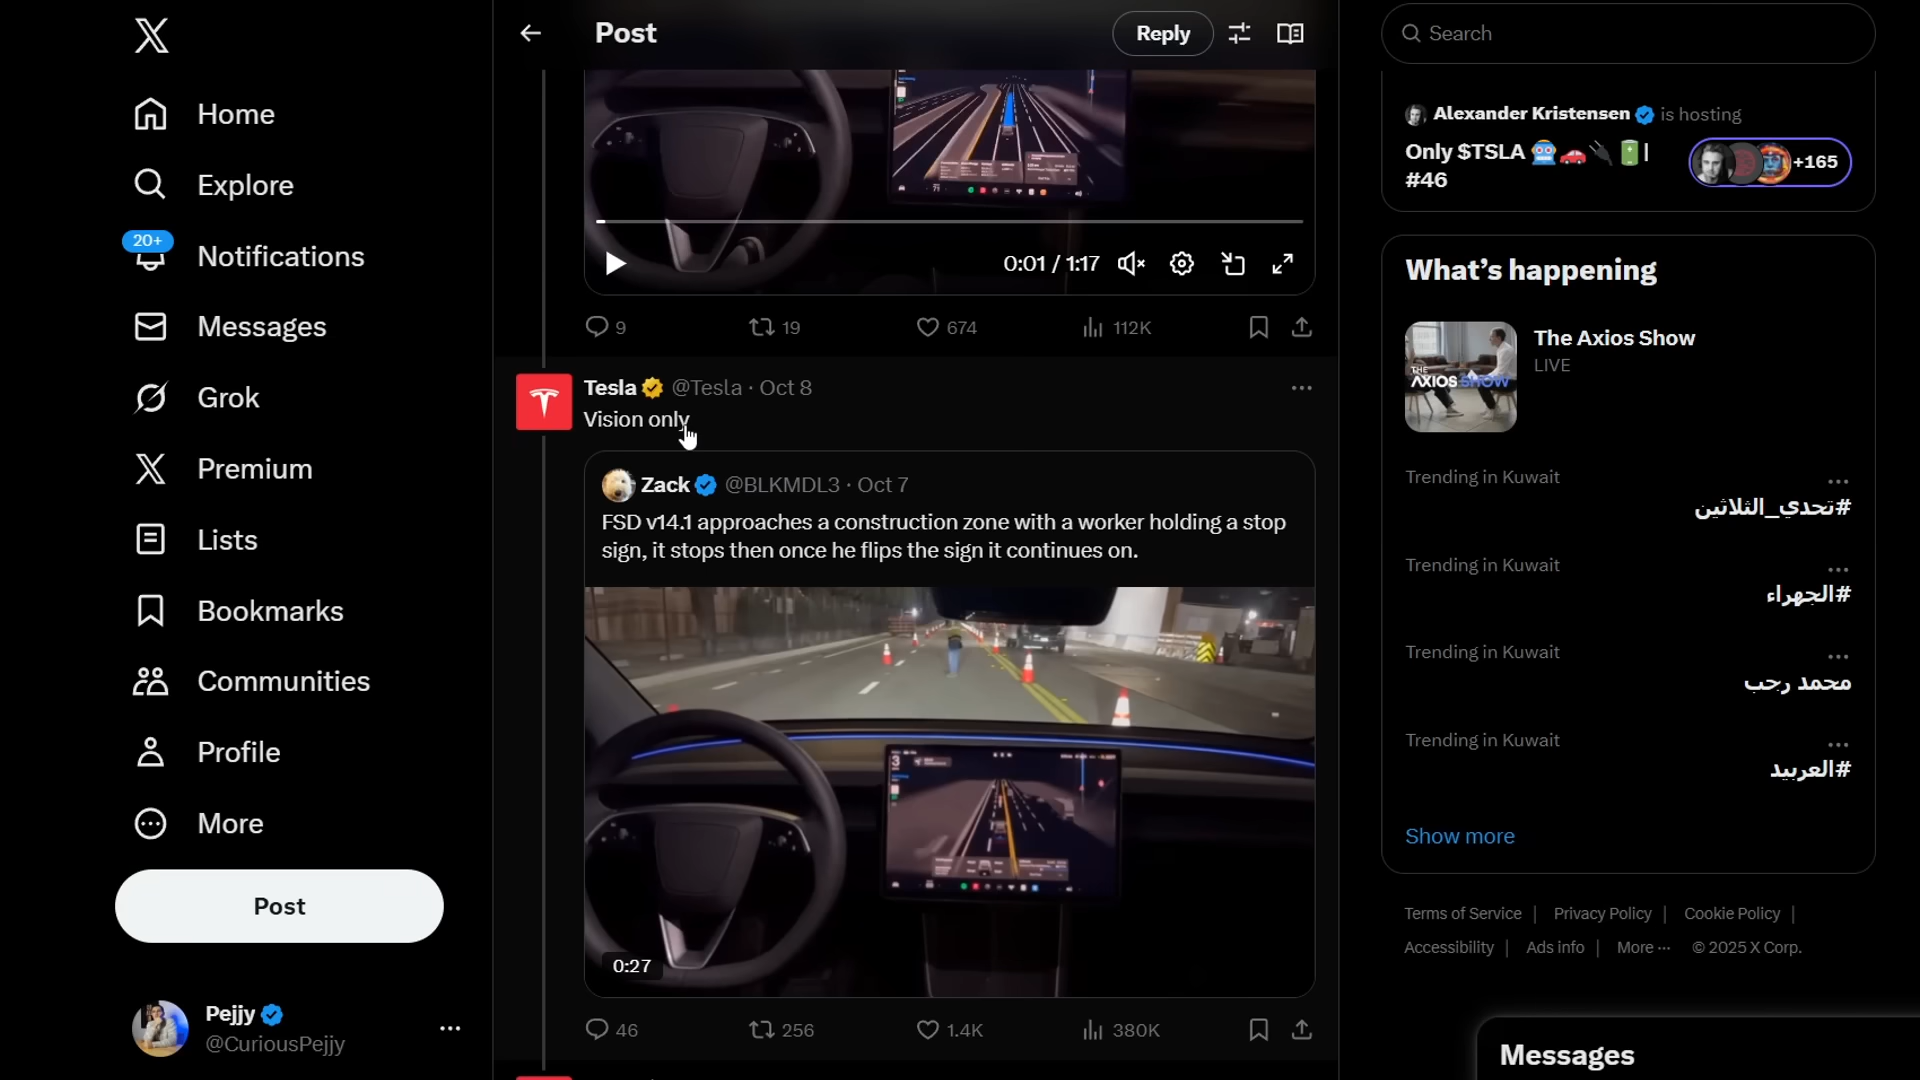 Home
Explore
20+
Notifications
Messages
Grok
Premium
Lists
Bookmarks
Communities
Profile
More
Post
Pejjy
@CuriousPejjy
Post
Reply
0:01 / 1:17
9
19
674
112K
Tesla @Tesla · Oct 8
Vision only
Zack @BLKMDL3 · Oct 7
FSD v14.1 approaches a construction zone with a worker holding a stop
sign, it stops then once he flips the sign it continues on.
3
0:27
46
256
1.4K
380K
Search
Alexander Kristensen is hosting
Only $TSLA 🤖🚗🔌🔋|
#46
+165
What’s happening
THE
AXIOS SHOW
The Axios Show
LIVE
Trending in Kuwait
#تحدي_الثلاثين
Trending in Kuwait
#الجهراء
Trending in Kuwait
محمد رجب
Trending in Kuwait
#العربيد
Show more
Terms of Service | Privacy Policy | Cookie Policy |
Accessibility | Ads info | More ··· © 2025 X Corp.
Messages